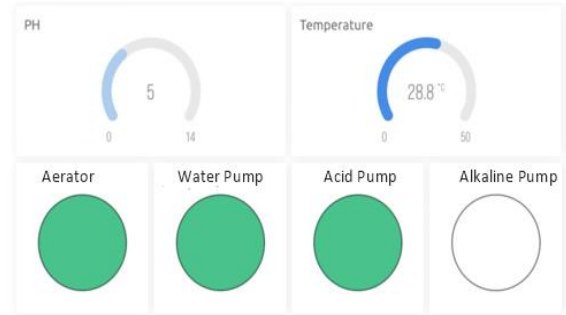 PH
5
0
14
Temperature
28.8 °C
0
50
Aerator
Water Pump
Acid Pump
Alkaline Pump